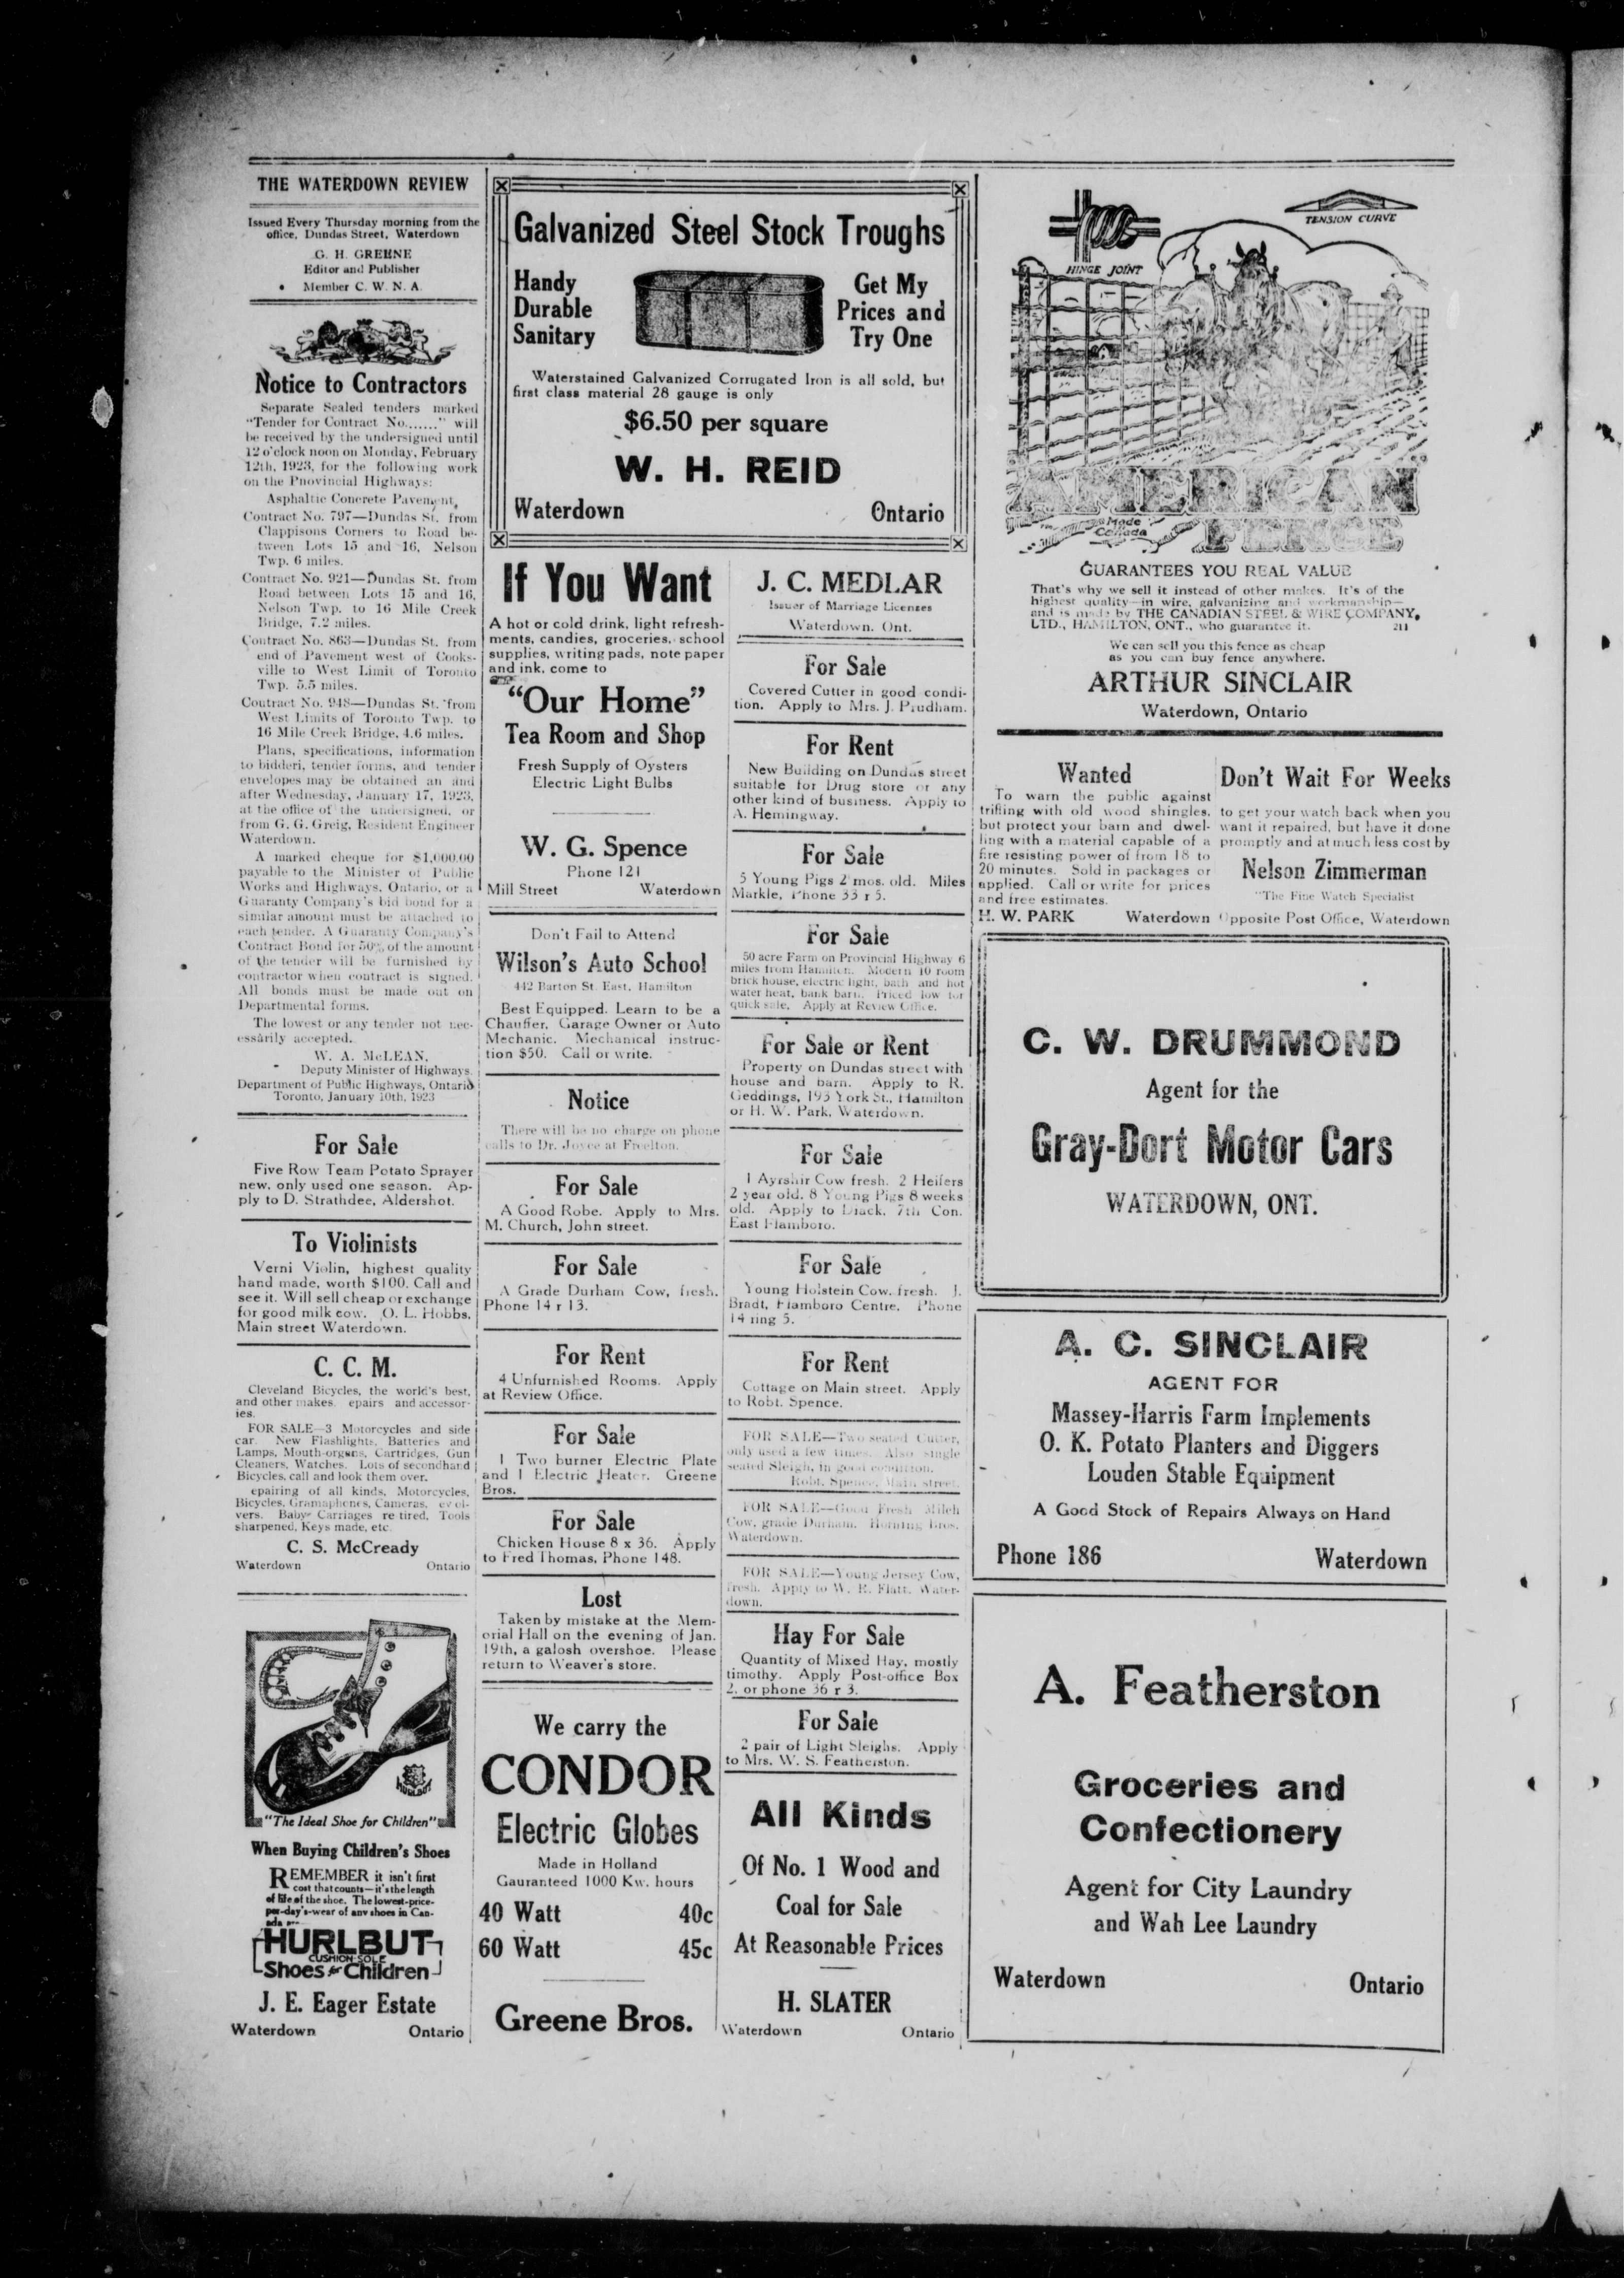 THE WATERDOWN REVIEW
Issued Every Thursday morning from the
office, Dundas Street, Waterdown
G. H. GREENE
Editor and Publisher
Member C. W. N. A.
Notice to Contractors
Separate Sealed tenders marked
"Tender for Contract No......." will
be received by the undersigned until
12 o'clock noon on Monday, February
12th, 1923, for the following work
on the Pnovincial Highways:
Asphaltic Concrete Pavement,
Contract No. 797—Dundas St. from
Clappisons Corners to Road be-
tween Lots 15 and 16, Nelson
Twp. 6 miles.
Contract No. 921—Dundas St. from
Road between Lots 15 and 16,
Nelson Twp. to 16 Mile Creek
Bridge, 7.2 miles.
Contract No. 863—Dundas St. from
end of Pavement west of Cooks-
ville to West Limit of Toronto
Twp. 5.5 miles.
Contract No. 948—Dundas St. from
West Limits of Toronto Twp. to
16 Mile Creek Bridge, 4.6 miles.
Plans, specifications, information
to bidderi, tender forms, and tender
envelopes may be obtained an and
after Wednesday, January 17, 1923,
at the office of the undersigned, or
from G. G. Greig, Resident Engineer
Waterdown.
A marked cheque for $1,000.00
payable to the Minister of Public
Works and Highways, Ontario, or a
Guaranty Company's bid bond for a
similar amount must be attached to
each tender. A Guaranty Company's
Contract Bond for 50% of the amount
of the tender will be furnished by
contractor when contract is signed.
All bonds must be made out on
Departmental forms.
The lowest or any tender not nec-
essarily accepted.
W. A. McLEAN,
Deputy Minister of Highways.
Department of Public Highways, Ontario
Toronto, January 10th, 1923
For Sale
Five Row Team Potato Sprayer
new, only used one season. Ap-
ply to D. Strathdee, Aldershot.
To Violinists
Verni Violin, highest quality
hand made, worth $100. Call and
see it. Will sell cheap or exchange
for good milk cow. O. L. Hobbs,
Main street Waterdown.
C. C. M.
Cleveland Bicycles, the world's best,
and other makes. epairs and accessor-
ies.
FOR SALE—3 Motorcycles and side
car. New Flashlights, Batteries and
Lamps, Mouth-orgsns, Cartridges, Gun
Cleaners, Watches. Lots of secondhard
Bicycles, call and look them over.
epairing of all kinds, Motorcycles,
Bicycles, Gramaphones, Cameras, evol-
vers. Baby Carriages re tired, Tools
sharpened, Keys made, etc.
C. S. McCready
Waterdown Ontario
HURLBUT
"The Ideal Shoe for Children"
When Buying Children's Shoes
REMEMBER it isn't first
cost that counts—it's the length
of life of the shoe. The lowest-price-
per-day's-wear of any shoes in Can-
ada are
HURLBUT
CUSHION SOLE
Shoes for Children
J. E. Eager Estate
Waterdown Ontario
Galvanized Steel Stock Troughs
Handy
Durable
Sanitary
Get My
Prices and
Try One
Waterstained Galvanized Corrugated Iron is all sold, but
first class material 28 gauge is only
$6.50 per square
W. H. REID
Waterdown Ontario
If You Want
A hot or cold drink, light refresh-
ments, candies, groceries, school
supplies, writing pads, note paper
and ink, come to
"Our Home"
Tea Room and Shop
Fresh Supply of Oysters
Electric Light Bulbs
W. G. Spence
Phone 121
Mill Street Waterdown
Don't Fail to Attend
Wilson's Auto School
442 Barton St. East, Hamilton
Best Equipped. Learn to be a
Chauffer, Garage Owner or Auto
Mechanic. Mechanical instruc-
tion $50. Call or write.
Notice
There will be no charge on phone
calls to Dr. Joyce at Freelton.
For Sale
A Good Robe. Apply to Mrs.
M. Church, John street.
For Sale
A Grade Durham Cow, fresh.
Phone 14 r 13.
For Rent
4 Unfurnished Rooms. Apply
at Review Office.
For Sale
1 Two burner Electric Plate
and 1 Electric Heater. Greene
Bros.
For Sale
Chicken House 8 x 36. Apply
to Fred Thomas, Phone 148.
Lost
Taken by mistake at the Mem-
orial Hall on the evening of Jan.
19th, a galosh overshoe. Please
return to Weaver's store.
We carry the
CONDOR
Electric Globes
Made in Holland
Gauranteed 1000 Kw. hours
40 Watt 40c
60 Watt 45c
Greene Bros.
J. C. MEDLAR
Issuer of Marriage Licenses
Waterdown, Ont.
For Sale
Covered Cutter in good condi-
tion. Apply to Mrs. J. Prudham.
For Rent
New Building on Dundas street
suitable for Drug store or any
other kind of business. Apply to
A. Hemingway.
For Sale
5 Young Pigs 2 mos. old. Miles
Markle, Phone 33 r 5.
For Sale
50 acre Farm on Provincial Highway 6
miles from Hamilton. Modern 10 room
brick house, electric light, bath and hot
water heat, bank barn. Priced low for
quick sale. Apply at Review Office.
For Sale or Rent
Property on Dundas street with
house and barn. Apply to R.
Geddings, 193 York St., Hamilton
or H. W. Park, Waterdown.
For Sale
1 Ayrshir Cow fresh. 2 Heifers
2 year old. 8 Young Pigs 8 weeks
old. Apply to Diack, 7th Con.
East Flamboro.
For Sale
Young Holstein Cow, fresh. J.
Bradt, Flamboro Centre. Phone
14 ring 5.
For Rent
Cottage on Main street. Apply
to Robt. Spence.
FOR SALE—Two seated Cutter,
only used a few times. Also single
seated Sleigh, in good condition.
Robt. Spence, Main street.
FOR SALE—Good Fresh Milch
Cow, grade Durham. Horning Bros.
Waterdown.
FOR SALE—Young Jersey Cow,
fresh. Apply to W. R. Flatt. Water-
down.
Hay For Sale
Quantity of Mixed Hay, mostly
timothy. Apply Post-office Box
2, or phone 36 r 3.
For Sale
2 pair of Light Sleighs. Apply
to Mrs. W. S. Featherston.
All Kinds
Of No. 1 Wood and
Coal for Sale
At Reasonable Prices
H. SLATER
Waterdown Ontario
TENSION CURVE
HINGE JOINT
AMERICAN
Made
Canada
FENCE
GUARANTEES YOU REAL VALUE
That's why we sell it instead of other makes. It's of the
highest quality—in wire, galvanizing and workmanship—
and is made by THE CANADIAN STEEL & WIRE COMPANY,
LTD., HAMILTON, ONT., who guarantee it. 211
We can sell you this fence as cheap
as you can buy fence anywhere.
ARTHUR SINCLAIR
Waterdown, Ontario
Wanted
To warn the public against
trifling with old wood shingles,
but protect your barn and dwel-
ling with a material capable of a
fire resisting power of from 18 to
20 minutes. Sold in packages or
applied. Call or write for prices
and free estimates.
H. W. PARK Waterdown
Don't Wait For Weeks
to get your watch back when you
want it repaired, but have it done
promptly and at much less cost by
Nelson Zimmerman
"The Fine Watch Specialist
Opposite Post Office, Waterdown
C. W. DRUMMOND
Agent for the
Gray-Dort Motor Cars
WATERDOWN, ONT.
A. C. SINCLAIR
AGENT FOR
Massey-Harris Farm Implements
O. K. Potato Planters and Diggers
Louden Stable Equipment
A Good Stock of Repairs Always on Hand
Phone 186 Waterdown
A. Featherston
Groceries and
Confectionery
Agent for City Laundry
and Wah Lee Laundry
Waterdown Ontario